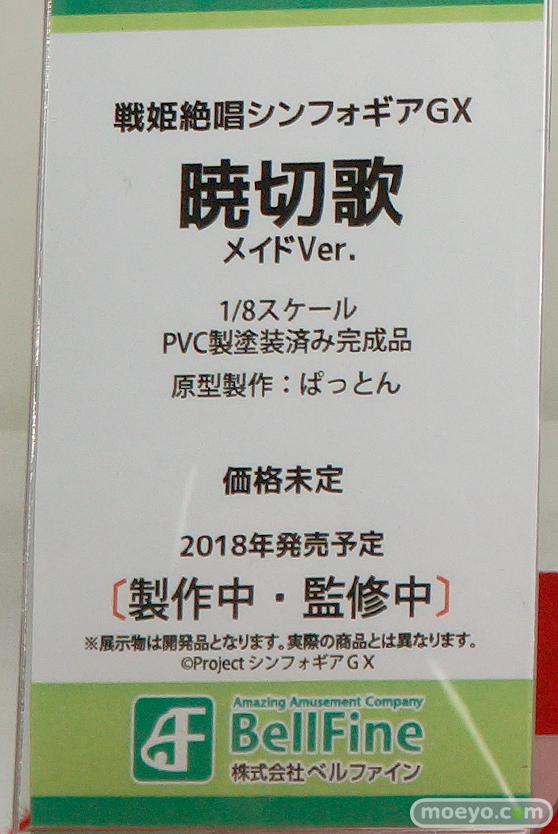 戦姫絶唱シンフォギアGX
暁切歌
メイドVer.
1/8スケール
PVC製塗装済み完成品
原型製作：ぱっとん
価格未定
2018年発売予定
〔製作中・監修中〕
※展示物は開発品となります。実際の商品とは異なります。
©Project シンフォギアＧＸ
Amazing Amusement Company
BellFine
株式会社ベルファイン
moeyo.com